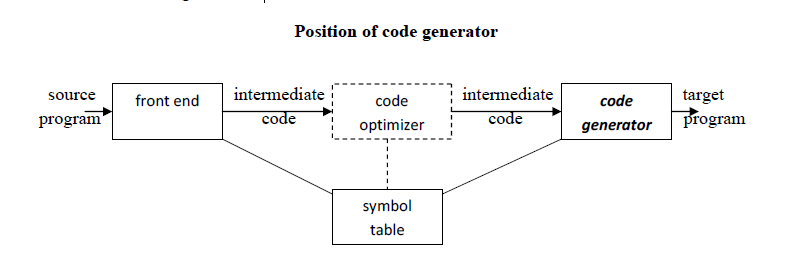 Position of code generator
source
program
front end
intermediate
code
code
optimizer
intermediate
code
code
generator
target
program
symbol
table